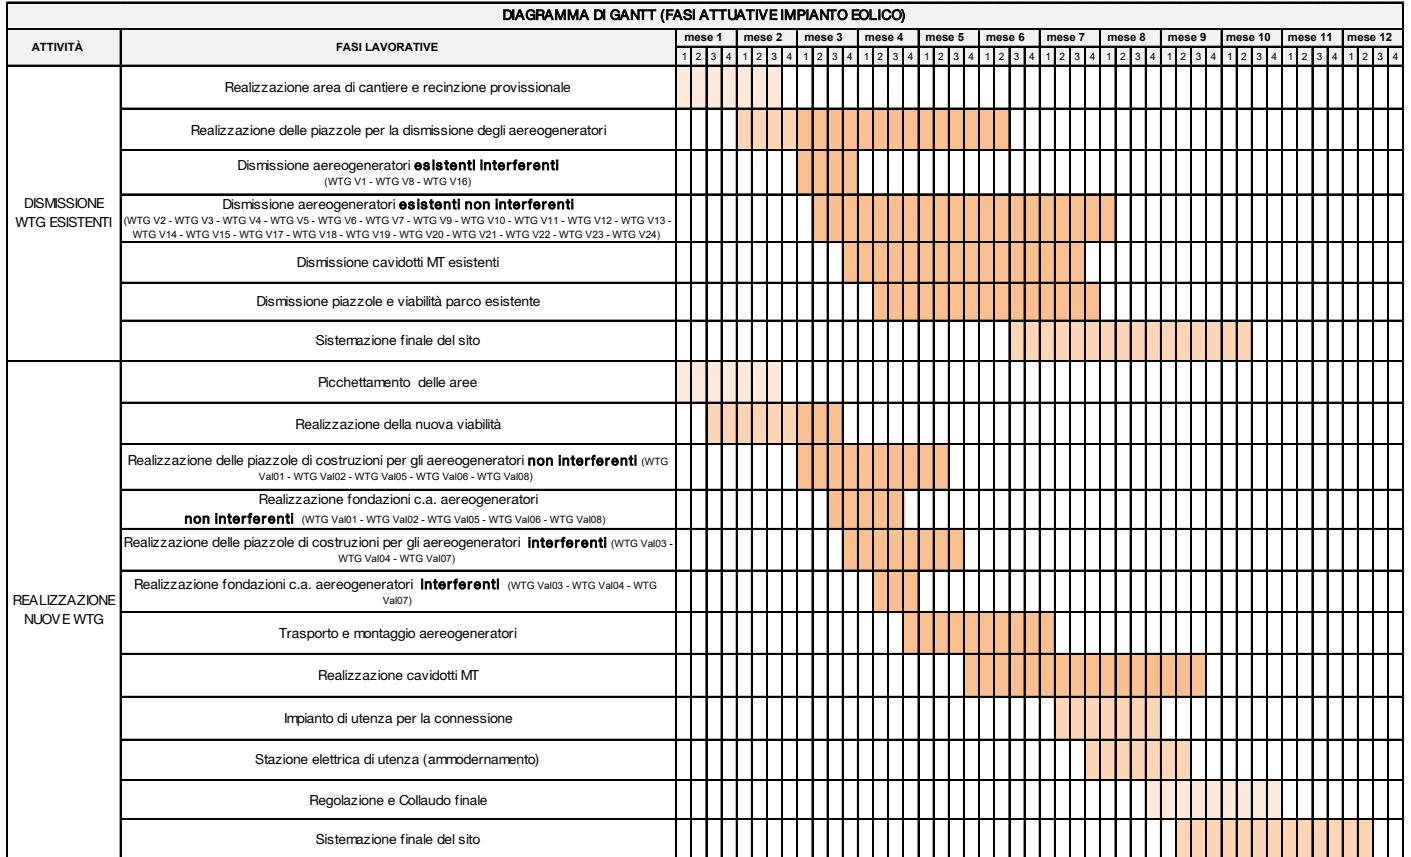 DIAGRAMMA DI GANTT (FASI ATTUATIVE IMPIANTO EOLICO)
ATTIVITÀ FASI LAVORATIVE mese 1 mese 2 mese 3 mese 4 mese 5 mese 6 mese 7 mese 8 mese 9 mese 10 mese 11 mese 12
1 2 3 4 1 2 3 4 1 2 3 4 1 2 3 4 1 2 3 4 1 2 3 4 1 2 3 4 1 2 3 4 1 2 3 4 1 2 3 4 1 2 3 4 1 2 3 4
DISMISSIONE
WTG ESISTENTI
Realizzazione area di cantiere e recinzione provissionale
Realizzazione delle piazzole per la dismissione degli aereogeneratori
Dismissione aereogeneratori esistenti interferenti
(WTG V1 - WTG V8 - WTG V16)
Dismissione aereogeneratori esistenti non interferenti
(WTG V2 - WTG V3 - WTG V4 - WTG V5 - WTG V6 - WTG V7 - WTG V9 - WTG V10 - WTG V11 - WTG V12 - WTG V13 -
WTG V14 - WTG V15 - WTG V17 - WTG V18 - WTG V19 - WTG V20 - WTG V21 - WTG V22 - WTG V23 - WTG V24)
Dismissione cavidotti MT esistenti
Dismissione piazzole e viabilità parco esistente
Sistemazione finale del sito
REALIZZAZIONE
NUOVE WTG
Picchettamento delle aree
Realizzazione della nuova viabilità
Realizzazione delle piazzole di costruzioni per gli aereogeneratori non interferenti (WTG
Val01 - WTG Val02 - WTG Val05 - WTG Val06 - WTG Val08)
Realizzazione fondazioni c.a. aereogeneratori
non interferenti (WTG Val01 - WTG Val02 - WTG Val05 - WTG Val06 - WTG Val08)
Realizzazione delle piazzole di costruzioni per gli aereogeneratori interferenti (WTG Val03 -
WTG Val04 - WTG Val07)
Realizzazione fondazioni c.a. aereogeneratori interferenti (WTG Val03 - WTG Val04 - WTG
Val07)
Trasporto e montaggio aereogeneratori
Realizzazione cavidotti MT
Impianto di utenza per la connessione
Stazione elettrica di utenza (ammodernamento)
Regolazione e Collaudo finale
Sistemazione finale del sito